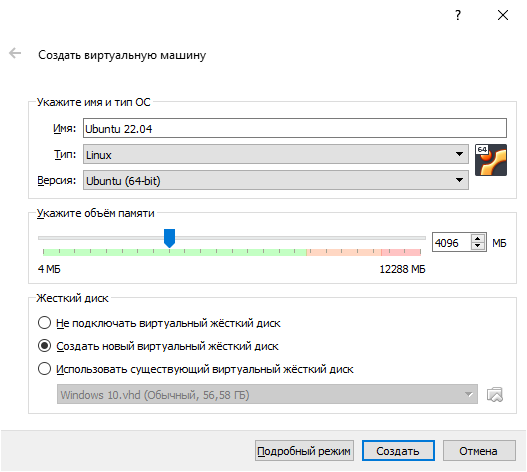 ?
Создать виртуальную машину
Укажите имя и тип ОС
Имя: Ubuntu 22.04
Тип: Linux
64
Версия: Ubuntu (64-bit)
Укажите объём памяти
4096 МБ
4 МБ 12288 МБ
Жесткий диск
Не подключать виртуальный жёсткий диск
Создать новый виртуальный жёсткий диск
Использовать существующий виртуальный жёсткий диск
Windows 10.vhd (Обычный, 56,58 ГБ)
Подробный режим Создать Отмена